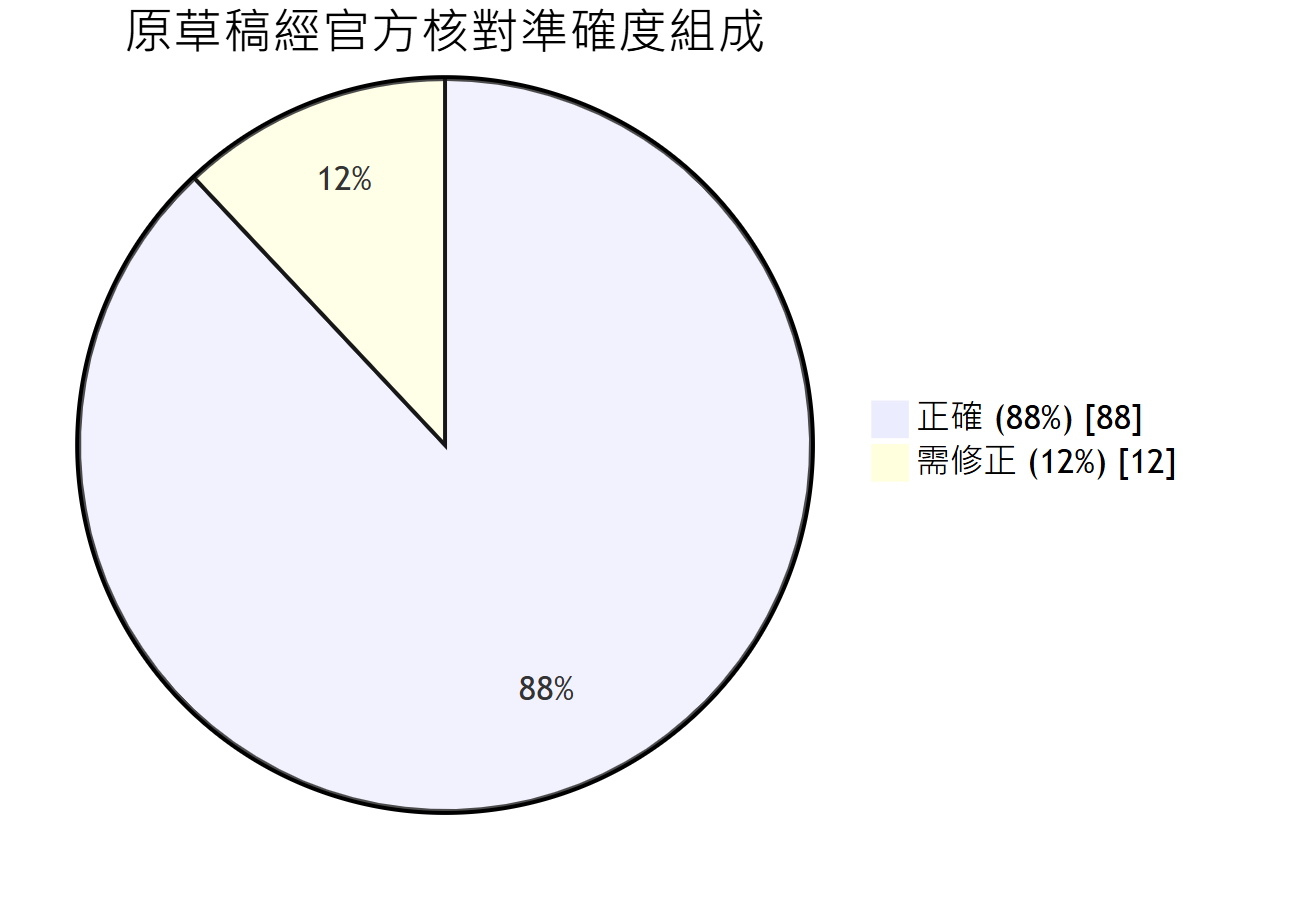 原草稿經官方核對準確度組成
12%
88%
正確 (88%) [88]
需修正 (12%) [12]